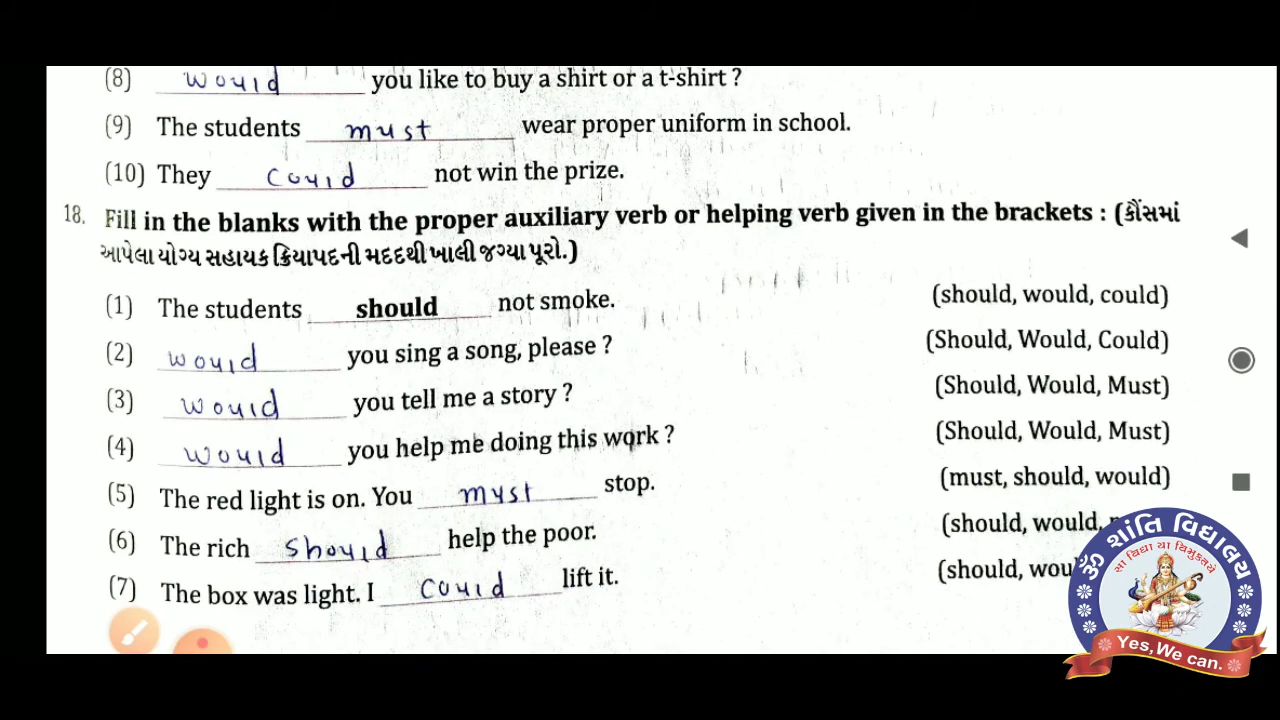 (8) would you like to buy a shirt or a t-shirt ?
(9) The students must wear proper uniform in school.
(10) They could not win the prize.
18. Fill in the blanks with the proper auxiliary verb or helping verb given in the brackets : (કૌંસમાં
આપેલા યોગ્ય સહાયક ક્રિયાપદની મદદથી ખાલી જગ્યા પૂરો.)
(1) The students should not smoke. (should, would, could)
(2) would you sing a song, please ? (Should, Would, Could)
(3) would you tell me a story ? (Should, Would, Must)
(4) would you help me doing this work ? (Should, Would, Must)
(5) The red light is on. You must stop. (must, should, would)
(6) The rich should help the poor. (should, would,
(7) The box was light. I could lift it. (should,
ૐ શાંતિ વિદ્યાલય
સા વિદ્યા યા વિમુક્તયે
Yes, We can.